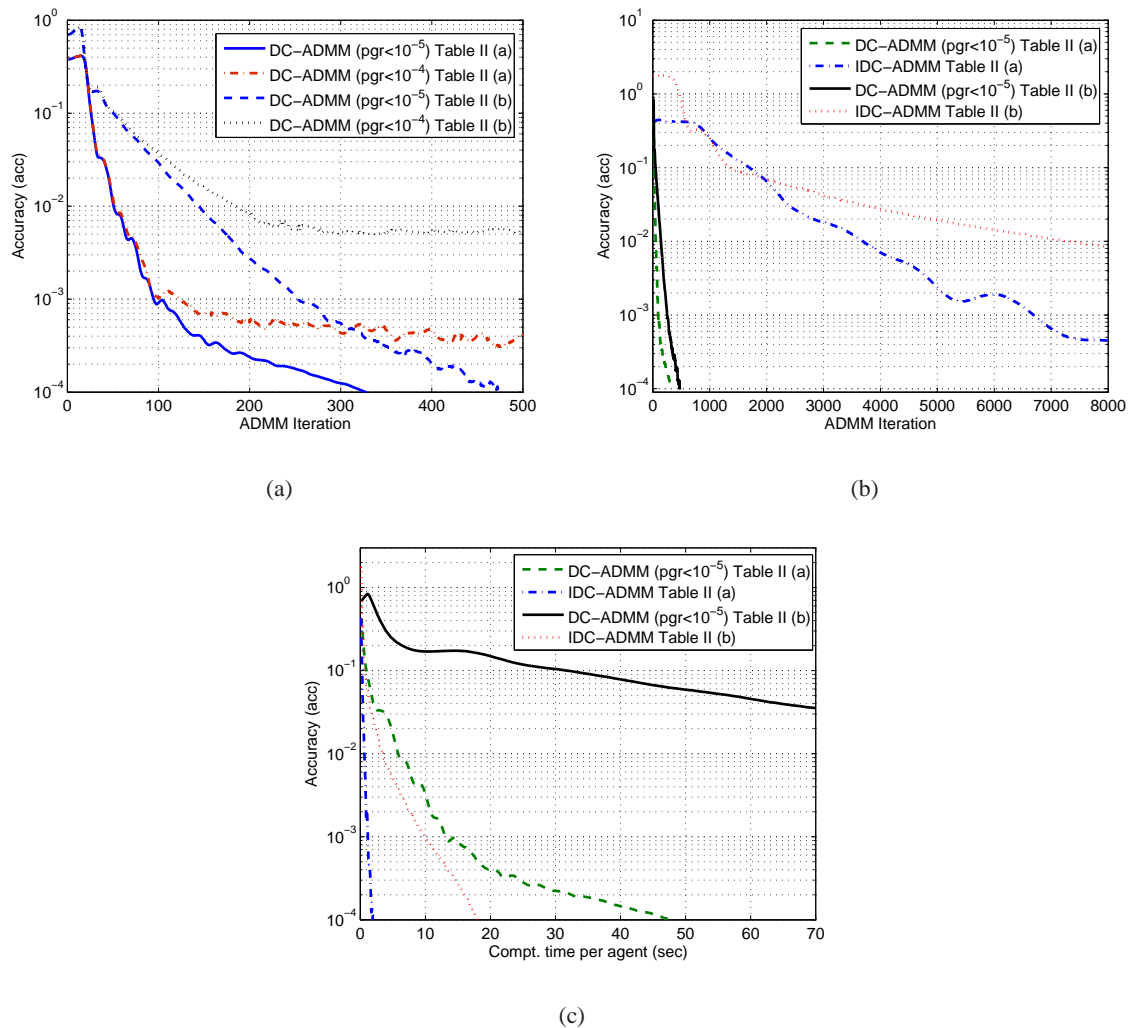 10^0
10^-1
10^-2
10^-3
10^-4
0 100 200 300 400 500
ADMM Iteration
Accuracy (acc)
DC−ADMM (pgr<10^-5) Table II (a)
DC−ADMM (pgr<10^-4) Table II (a)
DC−ADMM (pgr<10^-5) Table II (b)
DC−ADMM (pgr<10^-4) Table II (b)
(a)
10^1
10^0
10^-1
10^-2
10^-3
10^-4
0 1000 2000 3000 4000 5000 6000 7000 8000
ADMM Iteration
Accuracy (acc)
DC−ADMM (pgr<10^-5) Table II (a)
IDC−ADMM Table II (a)
DC−ADMM (pgr<10^-5) Table II (b)
IDC−ADMM Table II (b)
(b)
10^0
10^-1
10^-2
10^-3
10^-4
0 10 20 30 40 50 60 70
Compt. time per agent (sec)
Accuracy (acc)
DC−ADMM (pgr<10^-5) Table II (a)
IDC−ADMM Table II (a)
DC−ADMM (pgr<10^-5) Table II (b)
IDC−ADMM Table II (b)
(c)